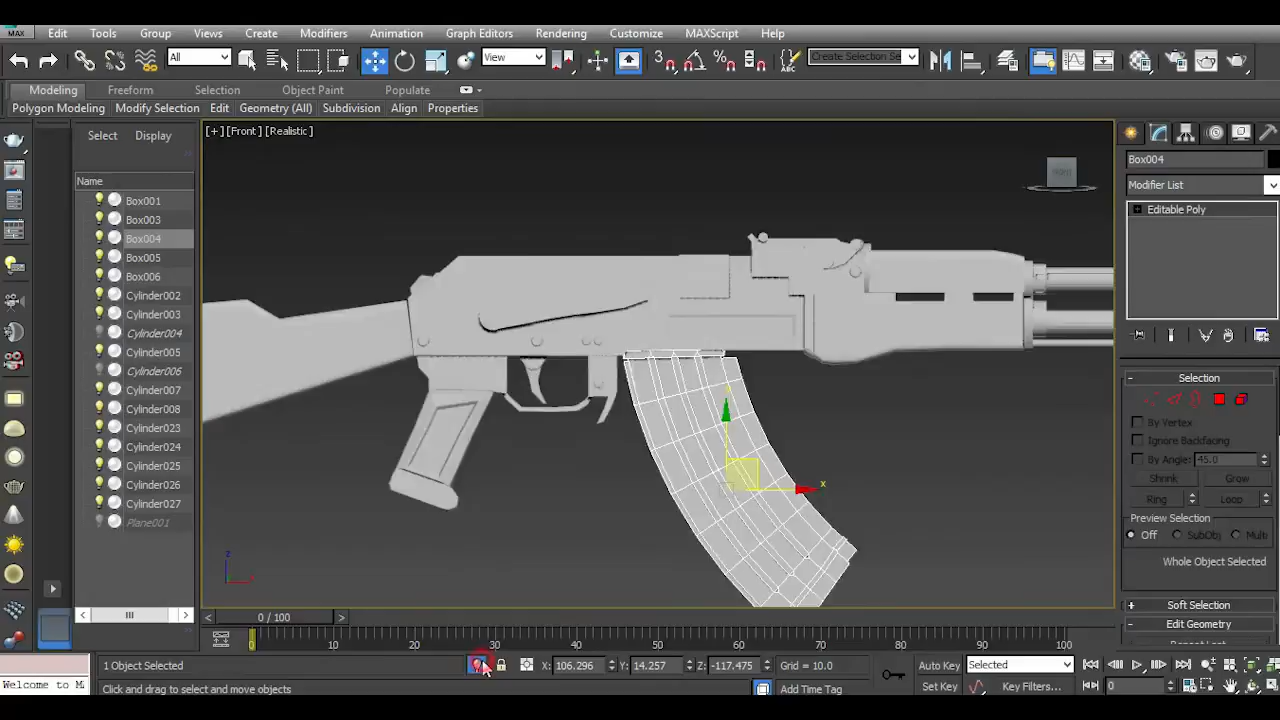 MAX Edit Tools Group Views Create Modifiers Animation Graph Editors Rendering Customize MAXScript Help
All View 3 ABC Create Selection Se
Modeling Freeform Selection Object Paint Populate
Polygon Modeling Modify Selection Edit Geometry (All) Subdivision Align Properties
Select Display
Name
Box001
Box003
Box004
Box005
Box006
Cylinder002
Cylinder003
Cylinder004
Cylinder005
Cylinder006
Cylinder007
Cylinder008
Cylinder023
Cylinder024
Cylinder025
Cylinder026
Cylinder027
Plane001
[+] [Front] [Realistic]
FRONT
x
z
Box004
Modifier List
Editable Poly
Selection
By Vertex
Ignore Backfacing
By Angle: 45.0
Shrink Grow
Ring Loop
Preview Selection
Off SubObj Multi
Whole Object Selected
Soft Selection
Edit Geometry
Repeat Last
0 / 100
0 10 20 30 40 50 60 70 80 90 100
1 Object Selected X: 106.296 Y: 14.257 Z: -117.475 Grid = 10.0 Auto Key Selected
Welcome to M Click and drag to select and move objects Add Time Tag Set Key Key Filters... 0